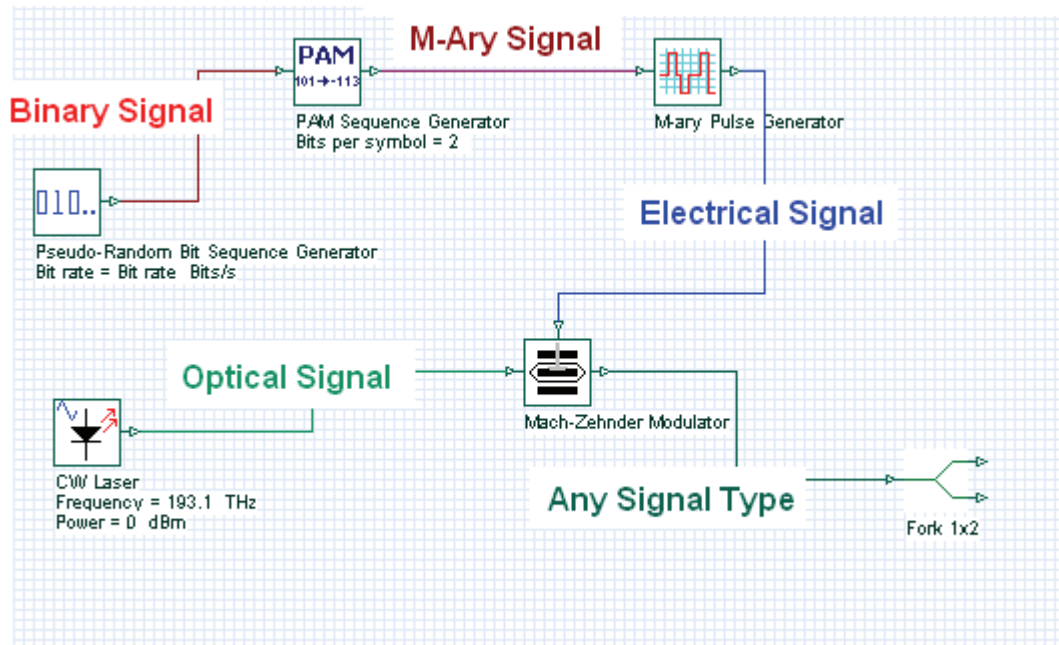 M-Ary Signal
PAM
101→-113
Binary Signal
PAM Sequence Generator
Bits per symbol = 2
M-ary Pulse Generator
010..
Electrical Signal
Pseudo-Random Bit Sequence Generator
Bit rate = Bit rate Bits/s
Optical Signal
Mach-Zehnder Modulator
CW Laser
Frequency = 193.1 THz
Power = 0 dBm
Any Signal Type
Fork 1x2